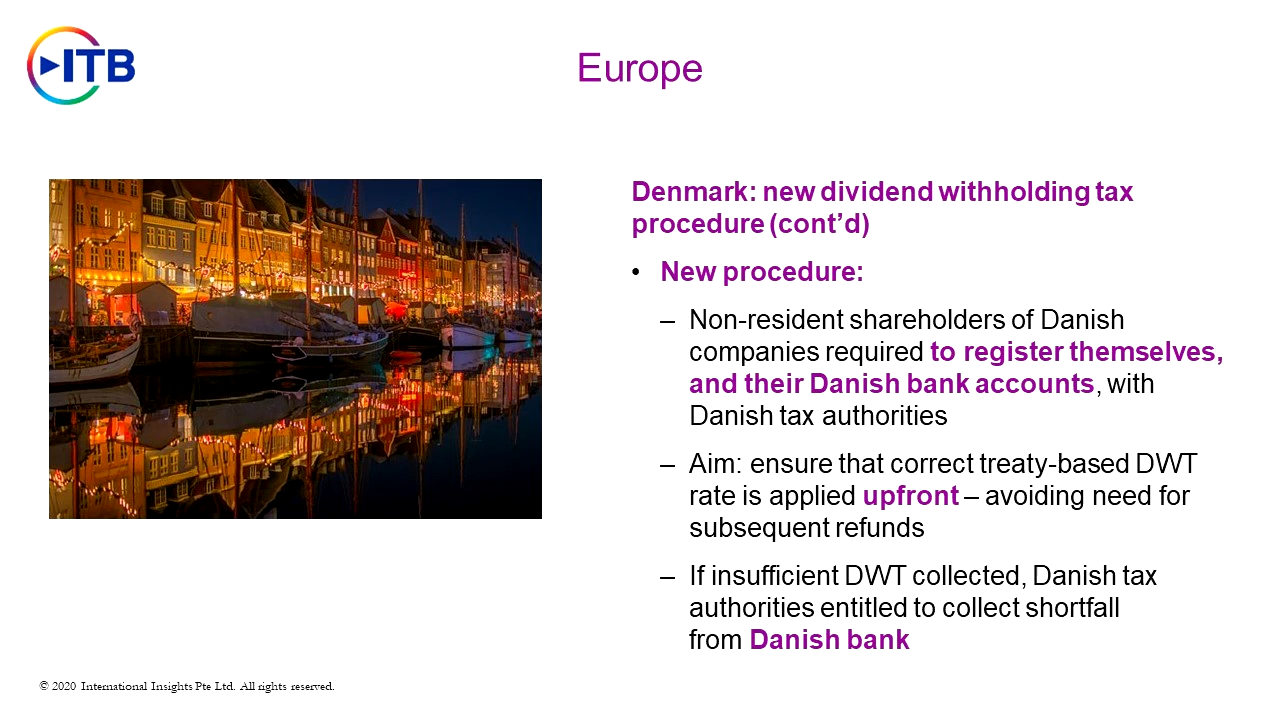 ITB
Europe
Denmark: new dividend withholding tax
procedure (cont’d)
• New procedure:
– Non-resident shareholders of Danish
companies required to register themselves,
and their Danish bank accounts, with
Danish tax authorities
– Aim: ensure that correct treaty-based DWT
rate is applied upfront – avoiding need for
subsequent refunds
– If insufficient DWT collected, Danish tax
authorities entitled to collect shortfall
from Danish bank
© 2020 International Insights Pte Ltd. All rights reserved.